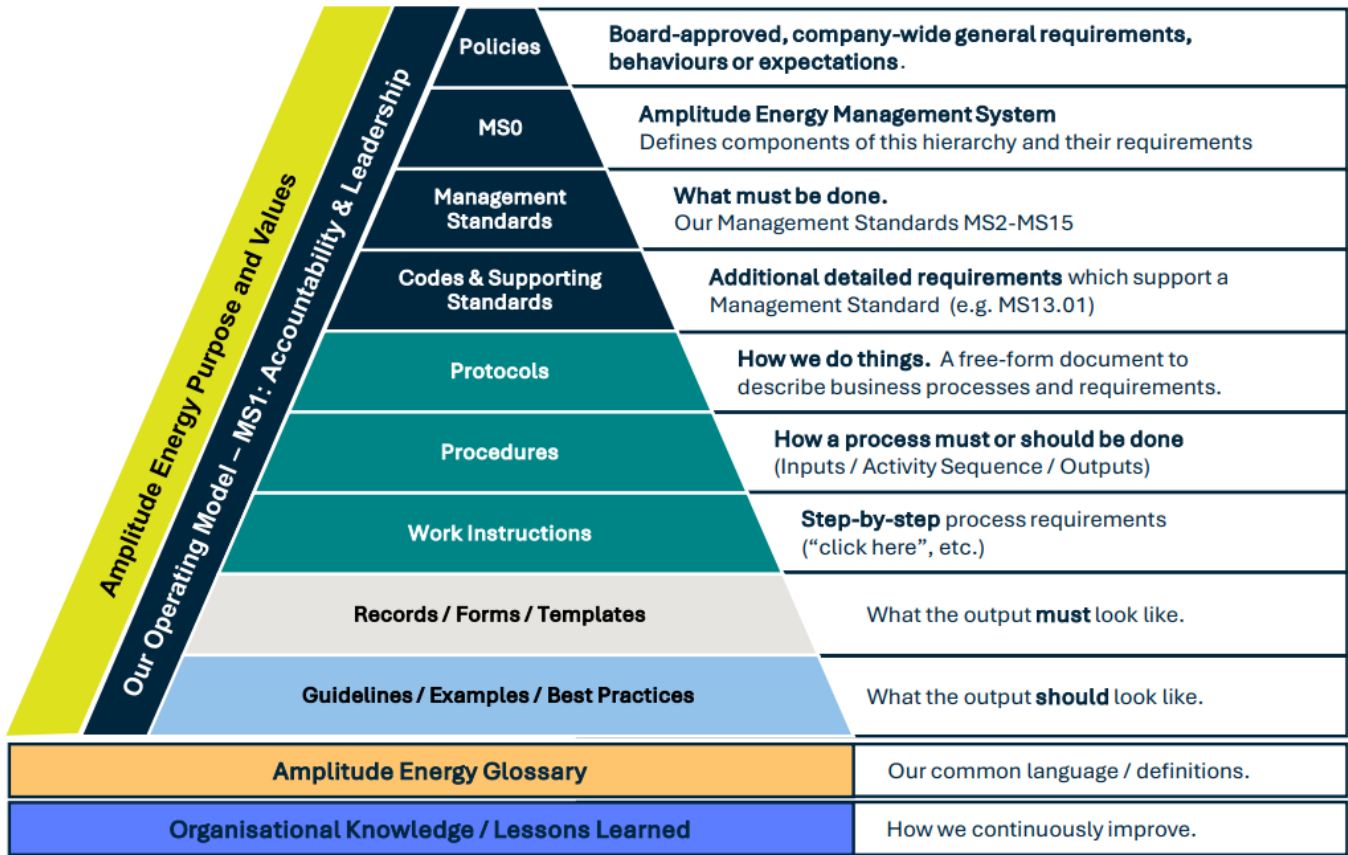 Amplitude Energy Purpose and Values
Our Operating Model – MS1: Accountability & Leadership
Policies
Board-approved, company-wide general requirements,
behaviours or expectations.
MS0
Amplitude Energy Management System
Defines components of this hierarchy and their requirements
Management
Standards
What must be done.
Our Management Standards MS2-MS15
Codes & Supporting
Standards
Additional detailed requirements which support a
Management Standard (e.g. MS13.01)
Protocols
How we do things. A free-form document to
describe business processes and requirements.
Procedures
How a process must or should be done
(Inputs / Activity Sequence / Outputs)
Work Instructions
Step-by-step process requirements
(“click here”, etc.)
Records / Forms / Templates
What the output must look like.
Guidelines / Examples / Best Practices
What the output should look like.
Amplitude Energy Glossary
Our common language / definitions.
Organisational Knowledge / Lessons Learned
How we continuously improve.